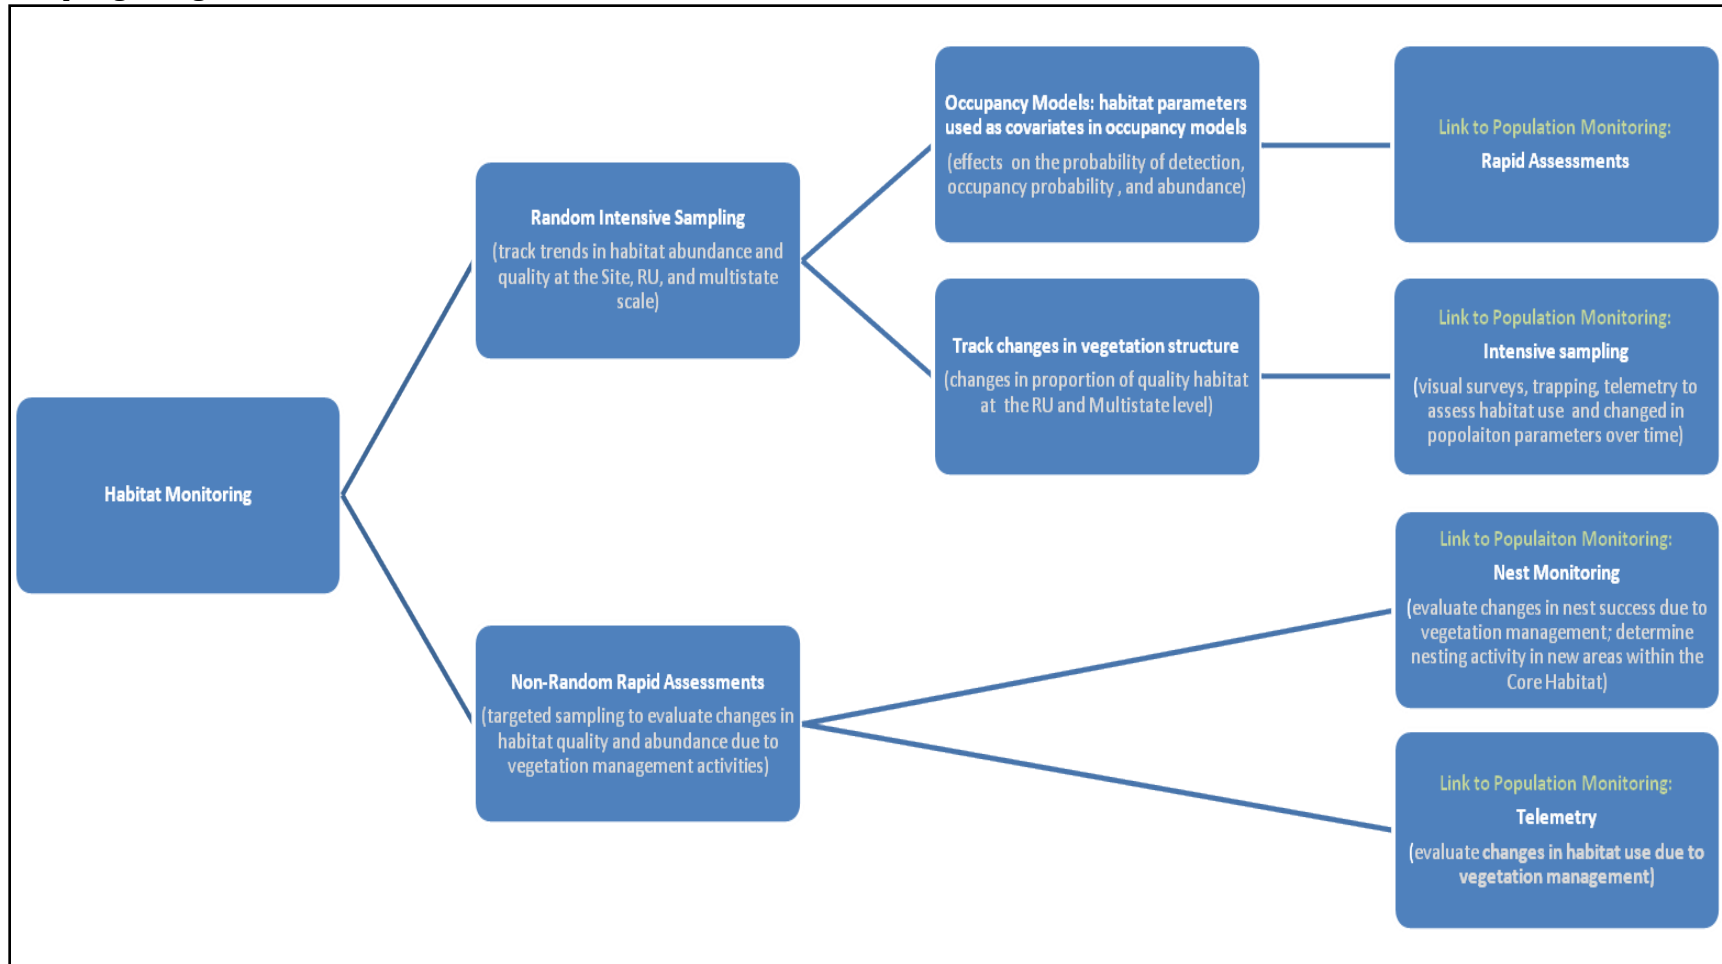 Habitat Monitoring
Random Intensive Sampling
(track trends in habitat abundance and
quality at the Site, RU, and multistate
scale)
Non-Random Rapid Assessments
(targeted sampling to evaluate changes in
habitat quality and abundance due to
vegetation management activities)
Occupancy Models: habitat parameters
used as covariates in occupancy models
(effects on the probability of detection,
occupancy probability , and abundance)
Track changes in vegetation structure
(changes in proportion of quality habitat
at the RU and Multistate level)
Link to Population Monitoring:
Rapid Assessments
Link to Population Monitoring:
Intensive sampling
(visual surveys, trapping, telemetry to
assess habitat use and changed in
popolaiton parameters over time)
Link to Populaiton Monitoring:
Nest Monitoring
(evaluate changes in nest success due to
vegetation management; determine
nesting activity in new areas within the
Core Habitat)
Link to Population Monitoring:
Telemetry
(evaluate changes in habitat use due to
vegetation management)